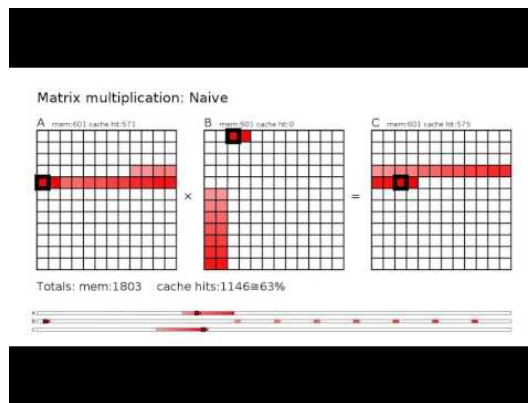 Matrix multiplication: Naive
A mem:601 cache hit:571
B mem:601 cache hit:0
C mem:601 cache hit:575
×
=
Totals: mem:1803 cache hits:1146≅63%
A
B
C